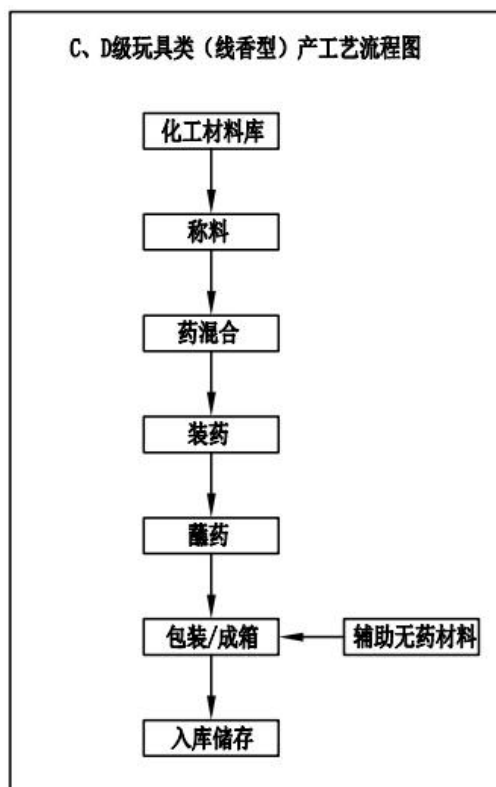 C、D级玩具类（线香型）产工艺流程图
化工材料库
称料
药混合
装药
蘸药
包装/成箱
辅助无药材料
入库储存